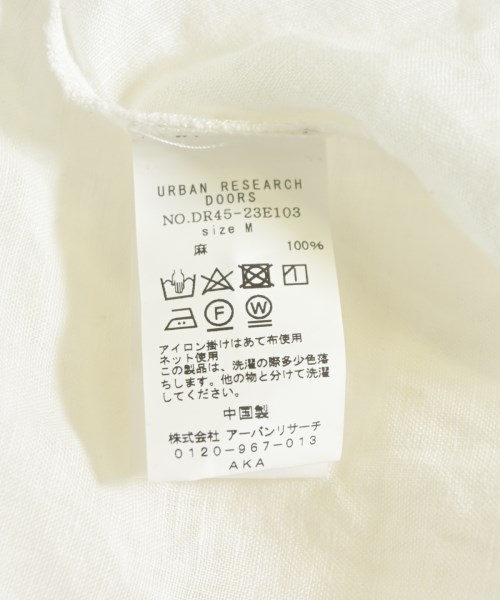 URBAN RESEARCH
DOORS
NO.DR45-23E103
size M
麻 100%
F W
アイロン掛けはあて布使用
ネット使用
この製品は、洗濯の際多少色落
ちします。他の物と分けて洗濯
してください。
中国製
株式会社 アーバンリサーチ
0120-967-013
AKA